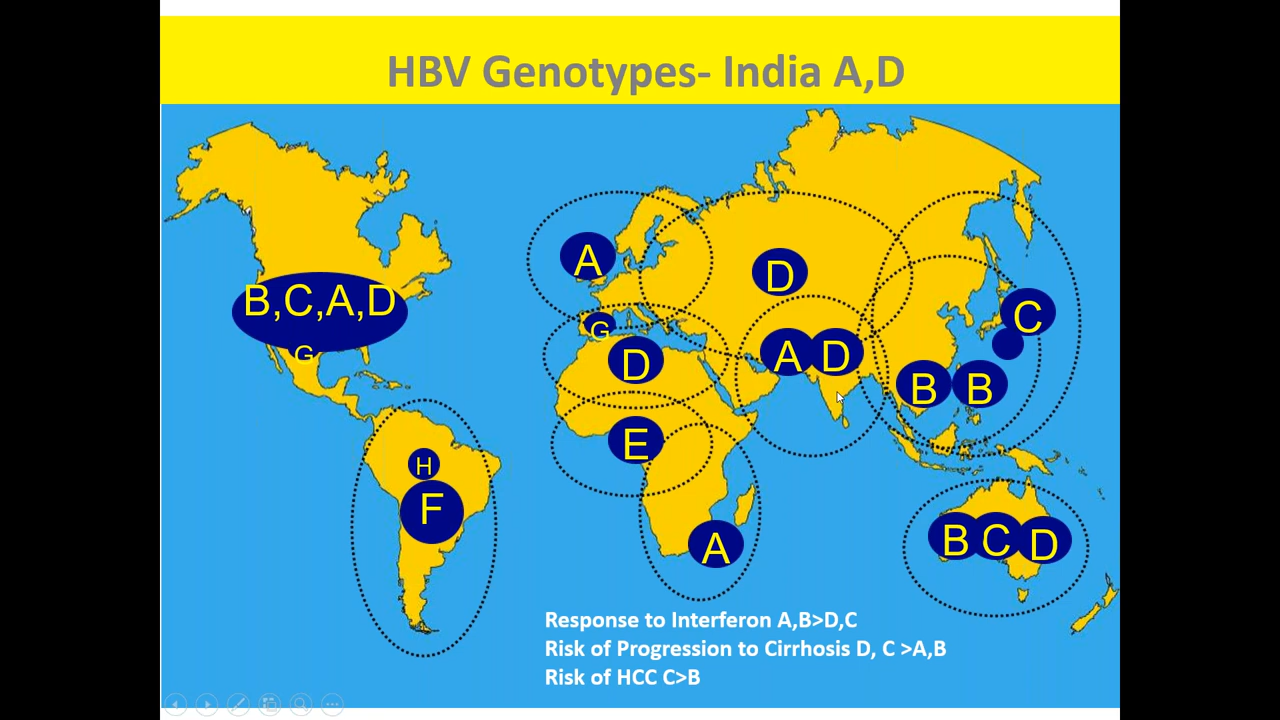 HBV Genotypes- India A,D
A
D
B,C,A,D
C
G
G
D
A D
B B
E
H
F
A
B C D
Response to Interferon A,B>D,C
Risk of Progression to Cirrhosis D, C >A,B
Risk of HCC C>B